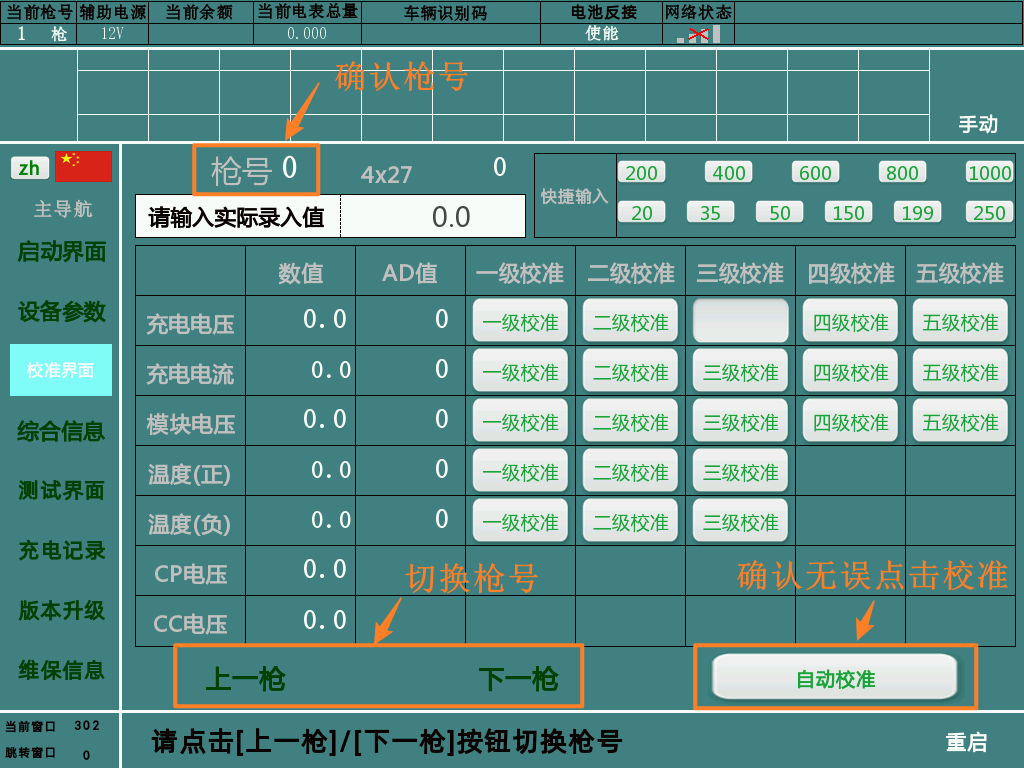 当前枪号 辅助电源 当前余额 当前电表总量 车辆识别码 电池反接 网络状态
1 枪 12V 0.000 使能
确认枪号
手动
zh 枪号 0 4x27 0 快捷输入 200 400 600 800 1000
主导航 请输入实际录入值 0.0 20 35 50 150 199 250
启动界面
数值 AD值 一级校准 二级校准 三级校准 四级校准 五级校准
设备参数
充电电压 0.0 0 一级校准 二级校准 四级校准 五级校准
校准界面
充电电流 0.0 0 一级校准 二级校准 三级校准 四级校准 五级校准
综合信息
模块电压 0.0 0 一级校准 二级校准 三级校准 四级校准 五级校准
温度(正) 0.0 0 一级校准 二级校准 三级校准
测试界面
温度(负) 0.0 0 一级校准 二级校准 三级校准
充电记录
CP电压 0.0 切换枪号 确认无误点击校准
版本升级
CC电压 0.0
维保信息
上一枪 下一枪 自动校准
当前窗口 302
跳转窗口 0
请点击[上一枪]/[下一枪]按钮切换枪号 重启